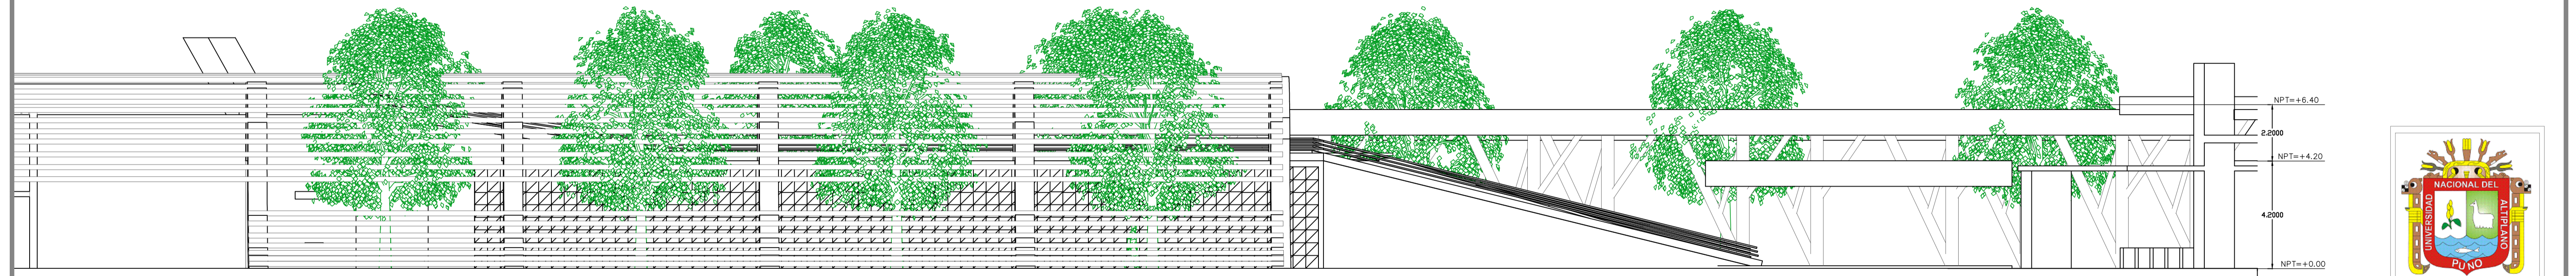 NPT=+6.40
2.2000
NPT=+4.20
4.2000
NPT=+0.00
UNIVERSIDAD
NACIONAL DEL
ALTIPLANO
PUNO